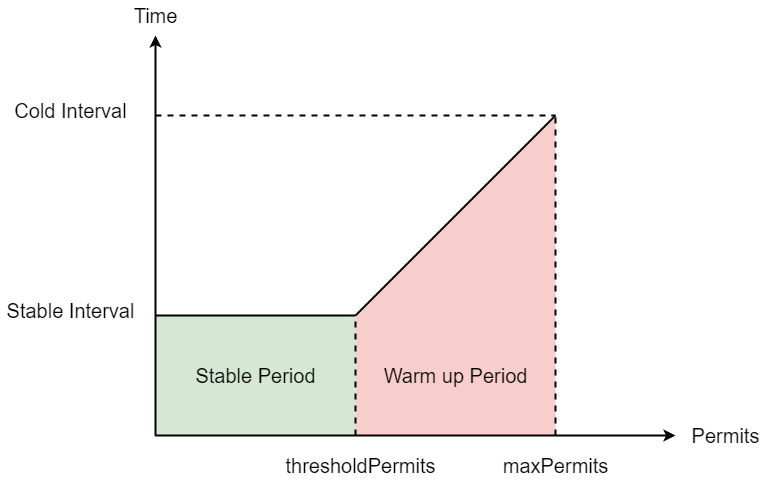 Time
Cold Interval
Stable Interval
Stable Period
Warm up Period
Permits
thresholdPermits
maxPermits